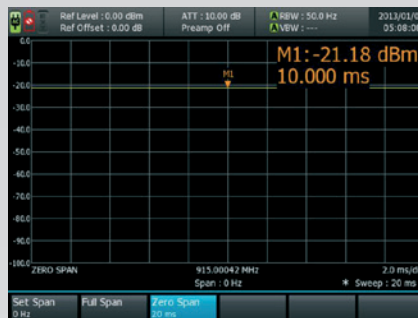 Ref Level : 0.00 dBm ATT : 10.00 dB A RBW : 50.0 Hz 2013/01/0
Ref Offset : 0.00 dB Preamp Off A VBW : --- 05:08:0
0.0
M1:-21.18 dBm
10.000 ms
-10.0
M1
-20.0
-30.0
-40.0
-50.0
-60.0
-70.0
-80.0
-90.0
-100.0
ZERO SPAN 915.00042 MHz 2.0 ms/d
Span : 0 Hz * Sweep : 20 ms
Set Span Full Span Zero Span
0 Hz 20 ms